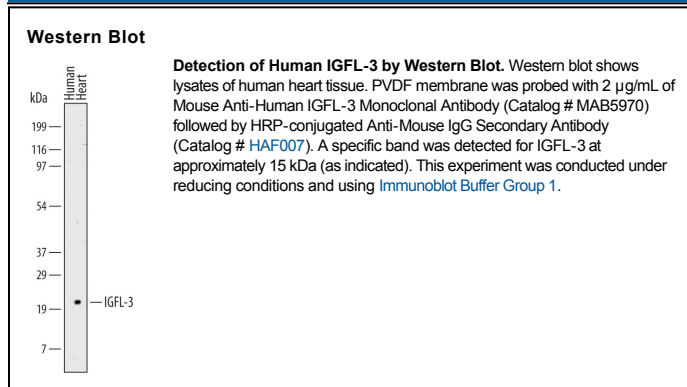 Western Blot
Detection of Human IGFL-3 by Western Blot. Western blot shows
lysates of human heart tissue. PVDF membrane was probed with 2 µg/mL of
Mouse Anti-Human IGFL-3 Monoclonal Antibody (Catalog # MAB5970)
followed by HRP-conjugated Anti-Mouse IgG Secondary Antibody
(Catalog # HAF007). A specific band was detected for IGFL-3 at
approximately 15 kDa (as indicated). This experiment was conducted under
reducing conditions and using Immunoblot Buffer Group 1.
kDa
Human
Heart
199
116
97
54
37
29
19
IGFL-3
7